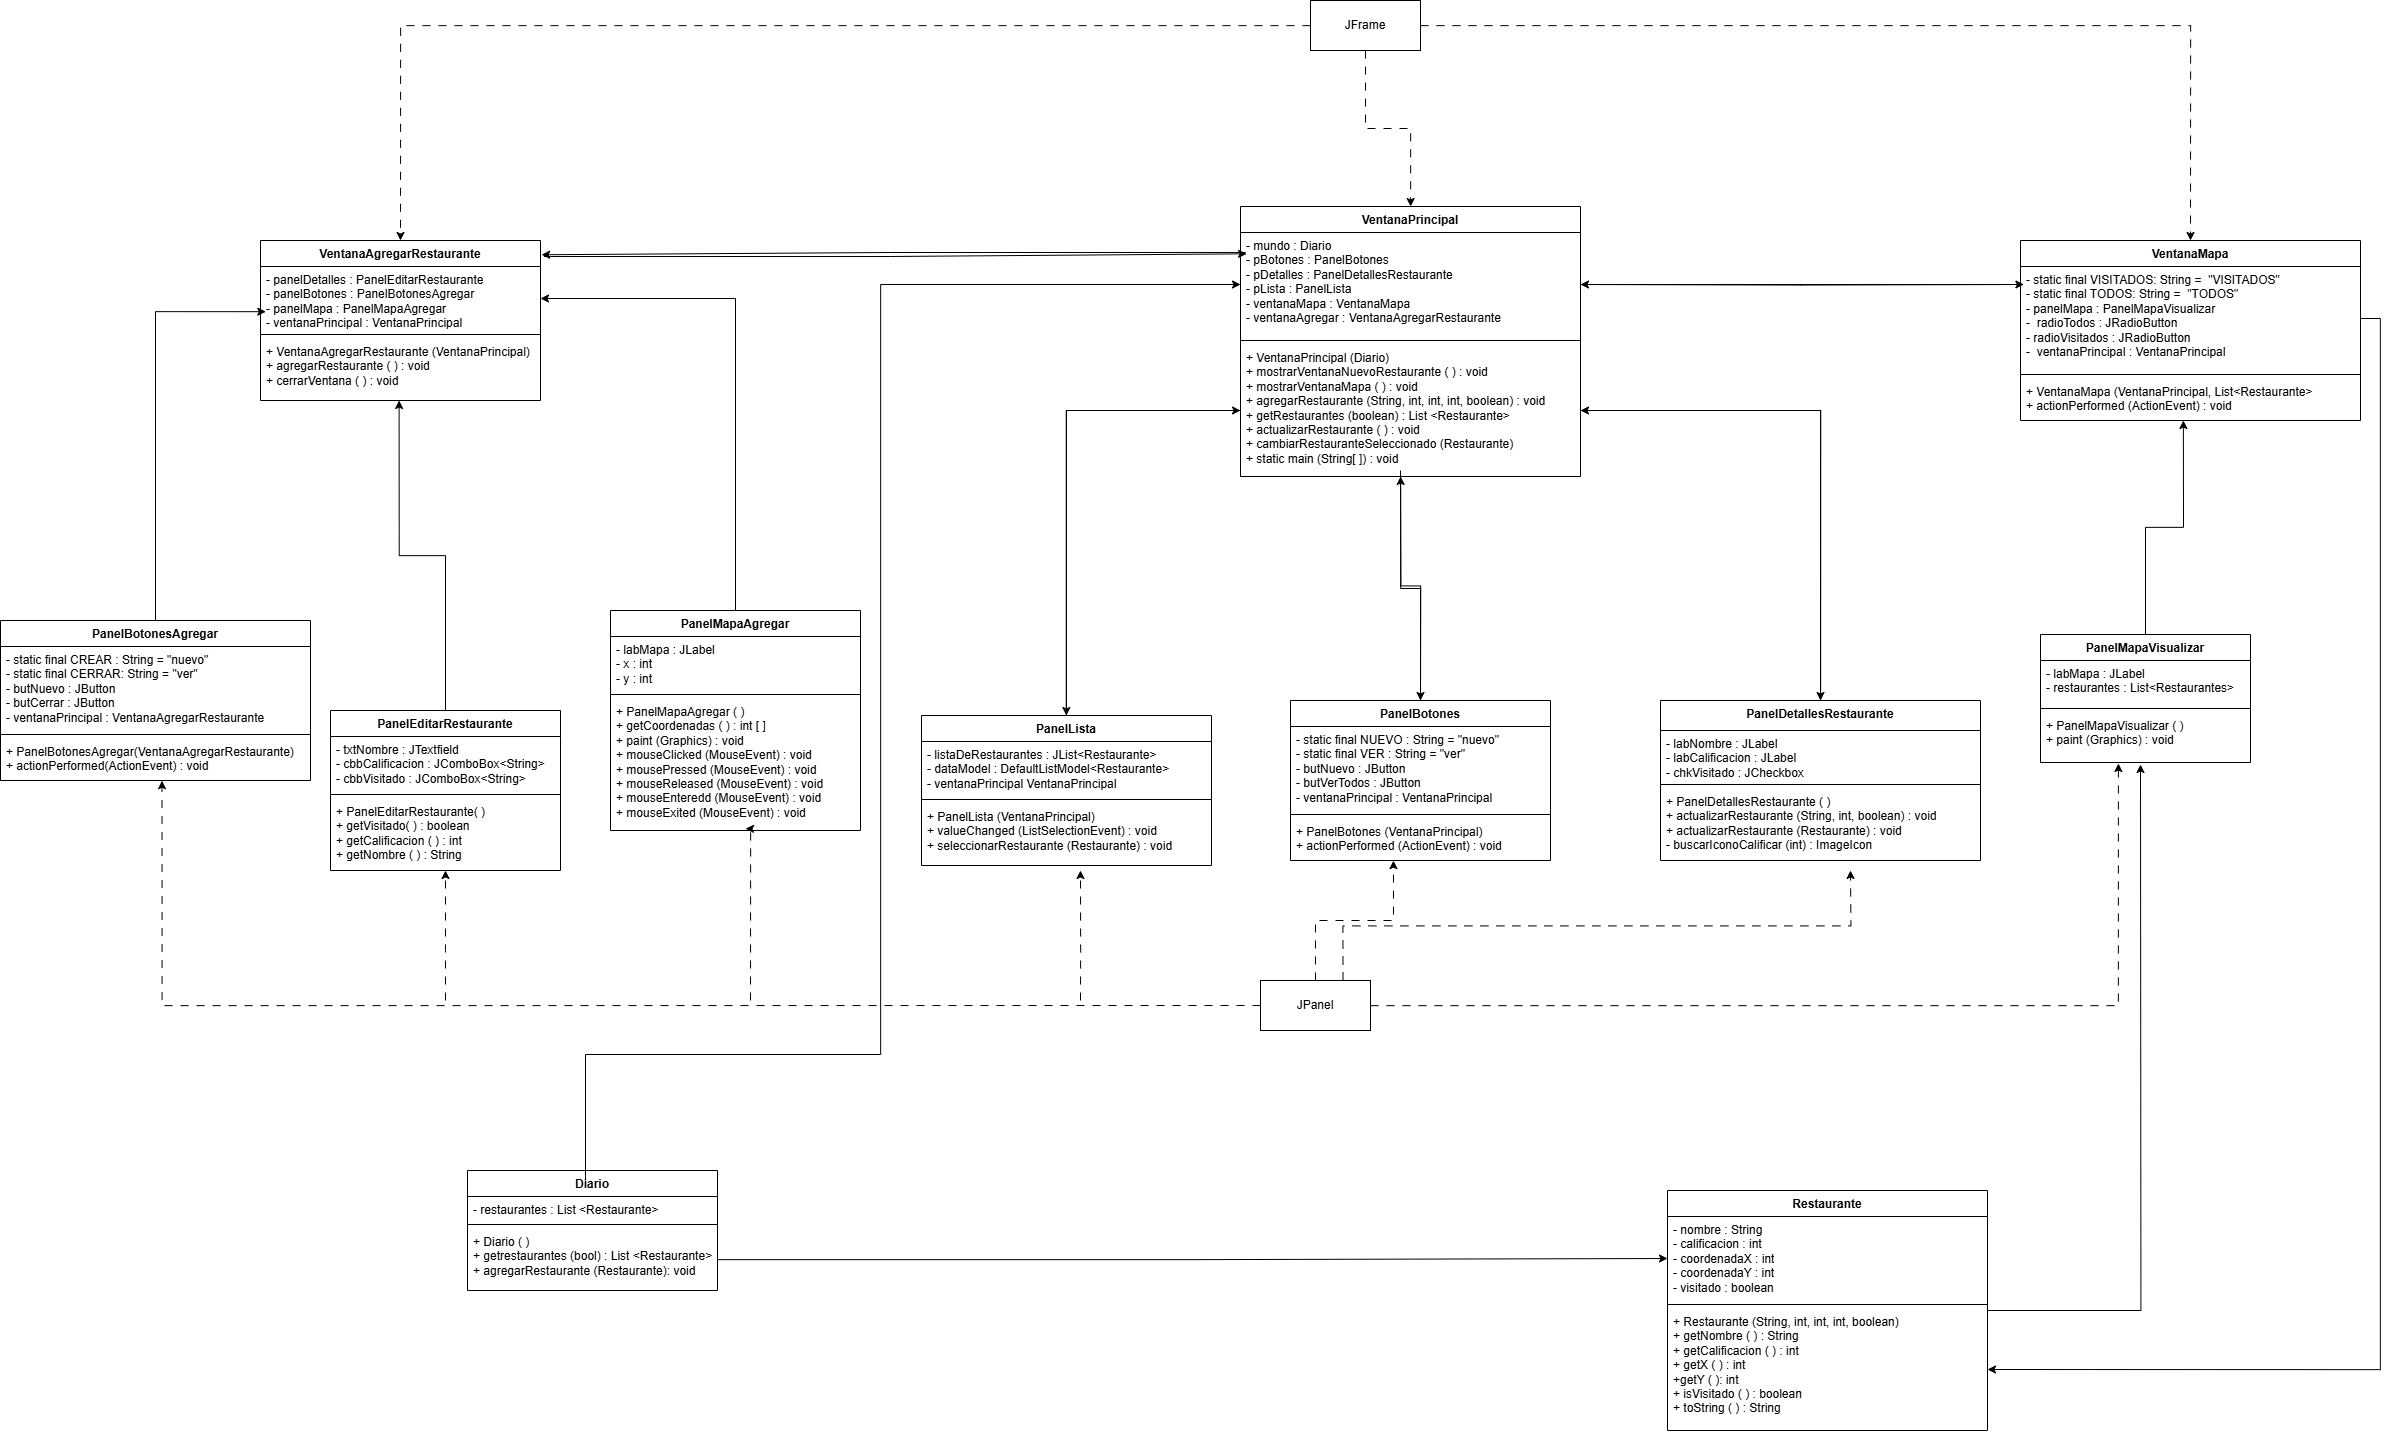 JFrame
VentanaAgregarRestaurante
- panelDetalles : PanelEditarRestaurante
- panelBotones : PanelBotonesAgregar
- panelMapa : PanelMapaAgregar
- ventanaPrincipal : VentanaPrincipal
+ VentanaAgregarRestaurante (VentanaPrincipal)
+ agregarRestaurante ( ) : void
+ cerrarVentana ( ) : void
VentanaPrincipal
- mundo : Diario
- pBotones : PanelBotones
- pDetalles : PanelDetallesRestaurante
- pLista : PanelLista
- ventanaMapa : VentanaMapa
- ventanaAgregar : VentanaAgregarRestaurante
+ VentanaPrincipal (Diario)
+ mostrarVentanaNuevoRestaurante ( ) : void
+ mostrarVentanaMapa ( ) : void
+ agregarRestaurante (String, int, int, int, boolean) : void
+ getRestaurantes (boolean) : List <Restaurante>
+ actualizarRestaurante ( ) : void
+ cambiarRestauranteSeleccionado (Restaurante)
+ static main (String[ ]) : void
VentanaMapa
- static final VISITADOS: String =  "VISITADOS"
- static final TODOS: String =  "TODOS"
- panelMapa : PanelMapaVisualizar
-  radioTodos : JRadioButton
- radioVisitados : JRadioButton
-  ventanaPrincipal : VentanaPrincipal
+ VentanaMapa (VentanaPrincipal, List<Restaurante>
+ actionPerformed (ActionEvent) : void
PanelBotonesAgregar
- static final CREAR : String = "nuevo"
- static final CERRAR: String = "ver"
- butNuevo : JButton
- butCerrar : JButton
- ventanaPrincipal : VentanaAgregarRestaurante
+ PanelBotonesAgregar(VentanaAgregarRestaurante)
+ actionPerformed(ActionEvent) : void
PanelEditarRestaurante
- txtNombre : JTextfield
- cbbCalificacion : JComboBox<String>
- cbbVisitado : JComboBox<String>
+ PanelEditarRestaurante( )
+ getVisitado( ) : boolean
+ getCalificacion ( ) : int
+ getNombre ( ) : String
PanelMapaAgregar
- labMapa : JLabel
- x : int
- y : int
+ PanelMapaAgregar ( )
+ getCoordenadas ( ) : int [ ]
+ paint (Graphics) : void
+ mouseClicked (MouseEvent) : void
+ mousePressed (MouseEvent) : void
+ mouseReleased (MouseEvent) : void
+ mouseEnteredd (MouseEvent) : void
+ mouseExited (MouseEvent) : void
PanelLista
- listaDeRestaurantes : JList<Restaurante>
- dataModel : DefaultListModel<Restaurante>
- ventanaPrincipal VentanaPrincipal
+ PanelLista (VentanaPrincipal)
+ valueChanged (ListSelectionEvent) : void
+ seleccionarRestaurante (Restaurante) : void
PanelBotones
- static final NUEVO : String = "nuevo"
- static final VER : String = "ver"
- butNuevo : JButton
- butVerTodos : JButton
- ventanaPrincipal : VentanaPrincipal
+ PanelBotones (VentanaPrincipal)
+ actionPerformed (ActionEvent) : void
PanelDetallesRestaurante
- labNombre : JLabel
- labCalificacion : JLabel
- chkVisitado : JCheckbox
+ PanelDetallesRestaurante ( )
+ actualizarRestaurante (String, int, boolean) : void
+ actualizarRestaurante (Restaurante) : void
- buscarIconoCalificar (int) : ImageIcon
PanelMapaVisualizar
- labMapa : JLabel
- restaurantes : List<Restaurantes>
+ PanelMapaVisualizar ( )
+ paint (Graphics) : void
JPanel
Diario
- restaurantes : List <Restaurante>
+ Diario ( )
+ getrestaurantes (bool) : List <Restaurante>
+ agregarRestaurante (Restaurante): void
Restaurante
- nombre : String
- calificacion : int
- coordenadaX : int
- coordenadaY : int
- visitado : boolean
+ Restaurante (String, int, int, int, boolean)
+ getNombre ( ) : String
+ getCalificacion ( ) : int
+ getX ( ) : int
+getY ( ): int
+ isVisitado ( ) : boolean
+ toString ( ) : String